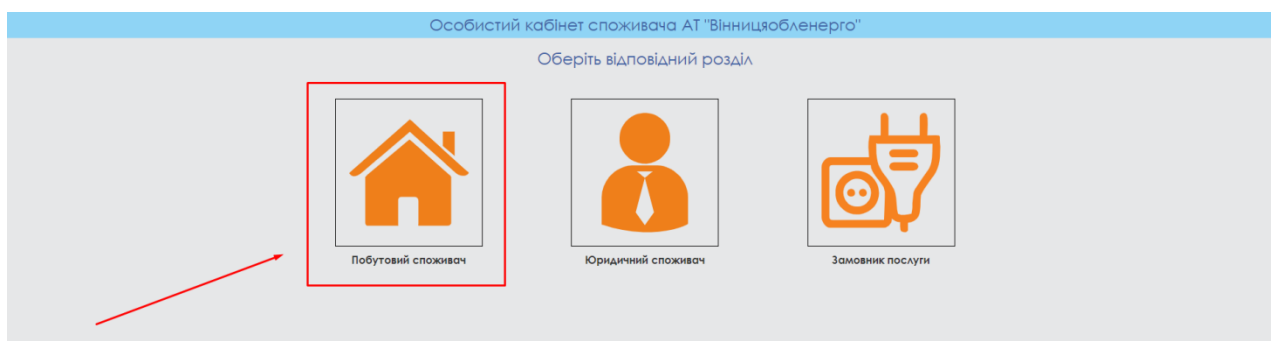 Особистий кабінет споживача АТ "Вінницяобленерго"
Оберіть відповідний розділ
Побутовий споживач
Юридичний споживач
Замовник послуги